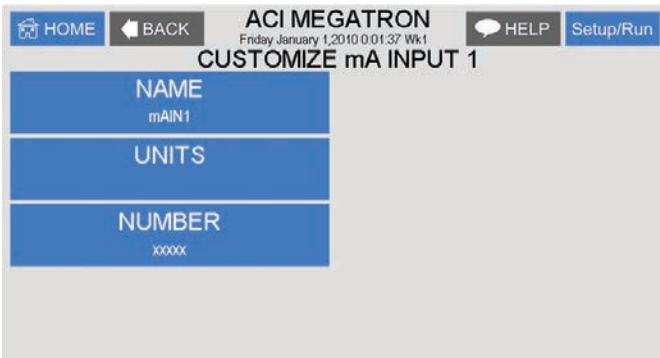 HOME
BACK
ACI MEGATRON
Friday January 1,2010 0:01:37 Wk1
HELP
Setup/Run
CUSTOMIZE mA INPUT 1
NAME
mAIN1
UNITS
NUMBER
xxxxx